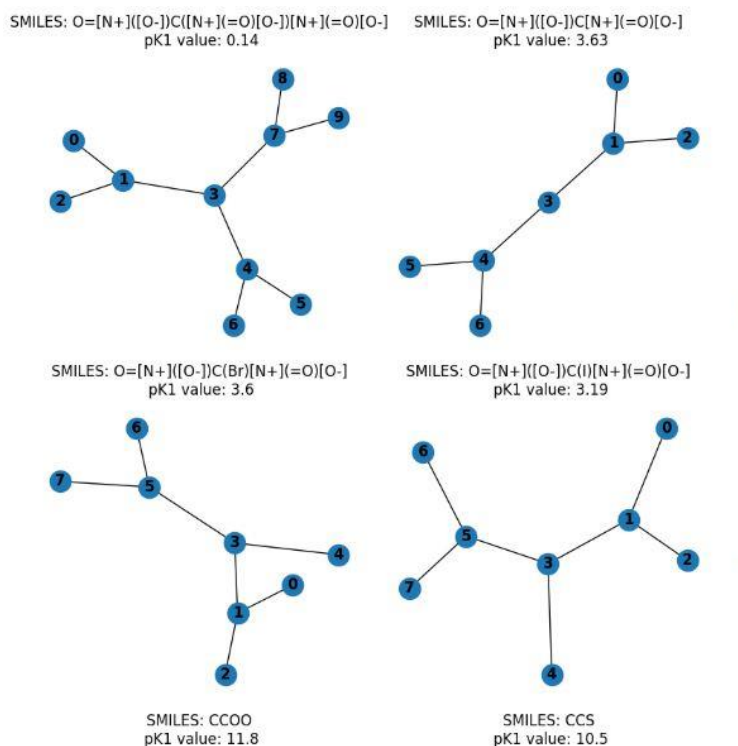 SMILES: O=[N+]([O-])C([N+](=O)[O-])[N+](=O)[O-]
pK1 value: 0.14
8
9
7
0
1
3
2
4
5
6
SMILES: O=[N+]([O-])C[N+](=O)[O-]
pK1 value: 3.63
0
1
2
3
4
5
6
SMILES: O=[N+]([O-])C(Br)[N+](=O)[O-]
pK1 value: 3.6
6
7
5
3
4
0
1
2
SMILES: O=[N+]([O-])C(I)[N+](=O)[O-]
pK1 value: 3.19
0
6
1
5
3
2
7
4
SMILES: CCOO
pK1 value: 11.8
SMILES: CCS
pK1 value: 10.5